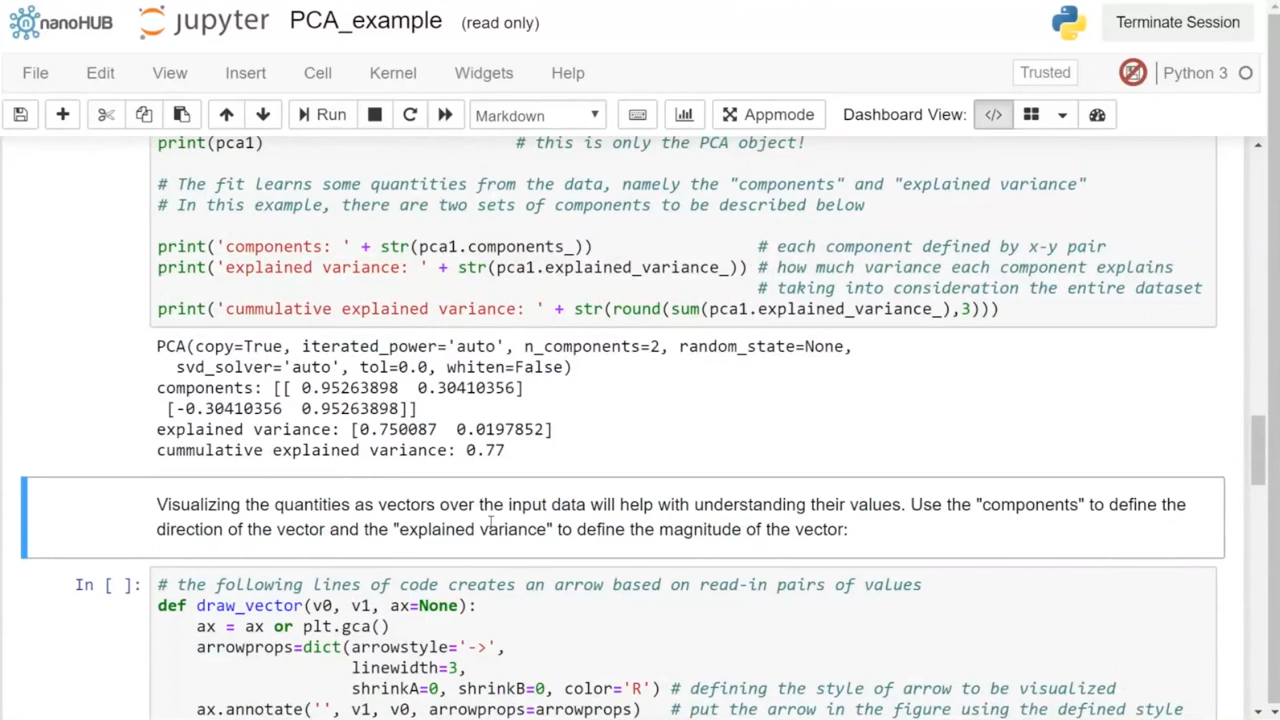 nanoHUB jupyter PCA_example (read only) Terminate Session
File Edit View Insert Cell Kernel Widgets Help Trusted Python 3
Run Markdown Appmode Dashboard View: </>
print(pca1) # this is only the PCA object!
# The fit learns some quantities from the data, namely the "components" and "explained variance"
# In this example, there are two sets of components to be described below
print('components: ' + str(pca1.components_)) # each component defined by x-y pair
print('explained variance: ' + str(pca1.explained_variance_)) # how much variance each component explains
# taking into consideration the entire dataset
print('cummulative explained variance: ' + str(round(sum(pca1.explained_variance_),3)))
PCA(copy=True, iterated_power='auto', n_components=2, random_state=None,
svd_solver='auto', tol=0.0, whiten=False)
components: [[ 0.95263898 0.30410356]
[-0.30410356 0.95263898]]
explained variance: [0.750087 0.0197852]
cummulative explained variance: 0.77
Visualizing the quantities as vectors over the input data will help with understanding their values. Use the "components" to define the
direction of the vector and the "explained variance" to define the magnitude of the vector:
In [ ]: # the following lines of code creates an arrow based on read-in pairs of values
def draw_vector(v0, v1, ax=None):
ax = ax or plt.gca()
arrowprops=dict(arrowstyle='->',
linewidth=3,
shrinkA=0, shrinkB=0, color='R') # defining the style of arrow to be visualized
ax.annotate('', v1, v0, arrowprops=arrowprops) # put the arrow in the figure using the defined style